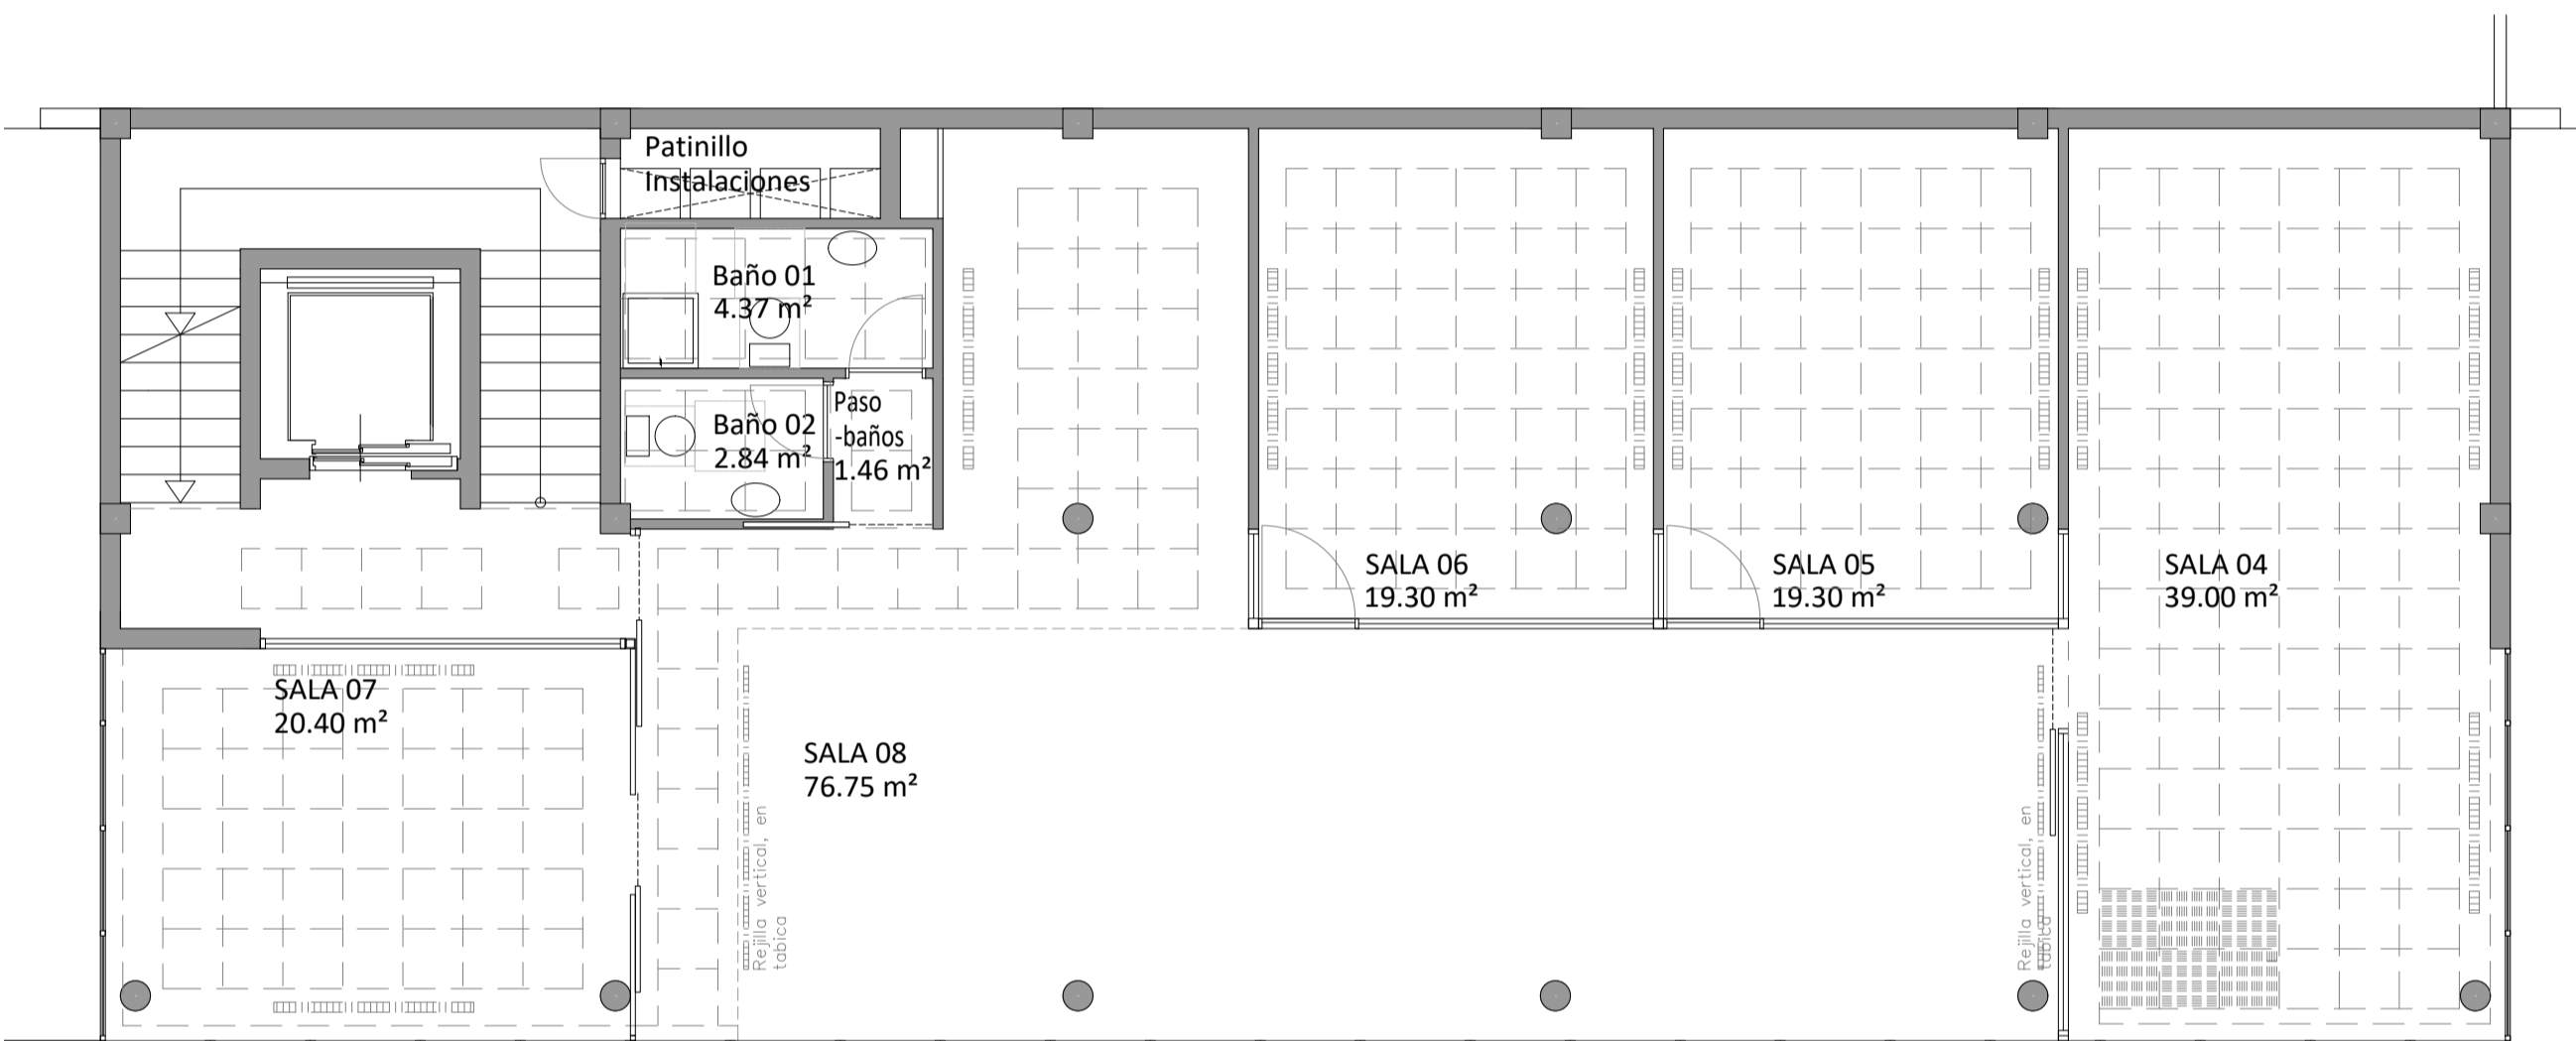 Patinillo
Instalaciones
Baño 01
4.37 m²
Baño 02
2.84 m²
Paso
-baños
1.46 m²
SALA 06
19.30 m²
SALA 05
19.30 m²
SALA 04
39.00 m²
SALA 07
20.40 m²
SALA 08
76.75 m²
Rejilla vertical, en
tabica
Rejilla vertical, en
tabica